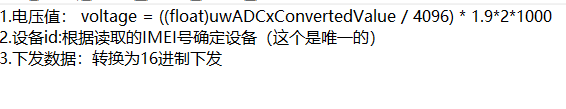 1.电压值： voltage = ((float)uwADCxConvertedValue / 4096) * 1.9*2*1000
2.设备id:根据读取的IMEI号确定设备（这个是唯一的）
3.下发数据：转换为16进制下发